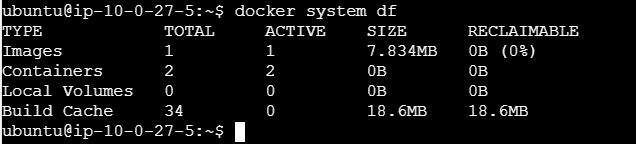 ubuntu@ip-10-0-27-5:~$ docker system df
TYPE TOTAL ACTIVE SIZE RECLAIMABLE
Images 1 1 7.834MB 0B (0%)
Containers 2 2 0B 0B
Local Volumes 0 0 0B 0B
Build Cache 34 0 18.6MB 18.6MB
ubuntu@ip-10-0-27-5:~$